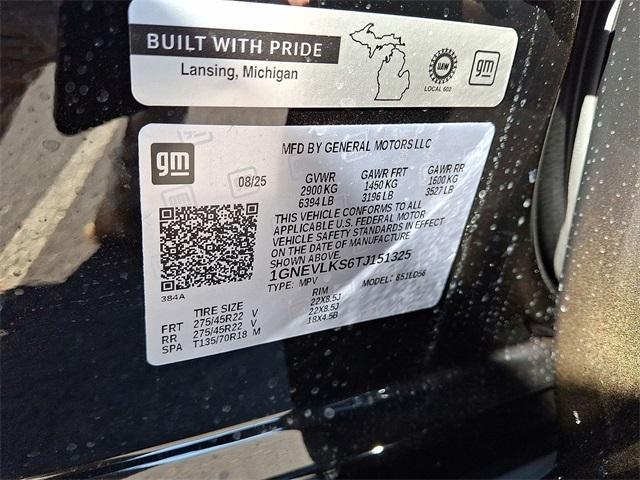 BUILT WITH PRIDE
Lansing, Michigan
UAW
LOCAL 602
gm
gm
MFD BY GENERAL MOTORS LLC
08/25
GVWR GAWR FRT GAWR RR
2900 KG 1450 KG 1600 KG
6394 LB 3196 LB 3527 LB
THIS VEHICLE CONFORMS TO ALL
APPLICABLE U.S. FEDERAL MOTOR
VEHICLE SAFETY STANDARDS IN EFFECT
ON THE DATE OF MANUFACTURE
SHOWN ABOVE.
1GNEVLKS6TJ151325
TYPE: MPV MODEL: 851LD56
384A
TIRE SIZE RIM
FRT 275/45R22 V 22X8.5J
RR 275/45R22 V 22X8.5J
SPA T135/70R18 M 18X4.5B